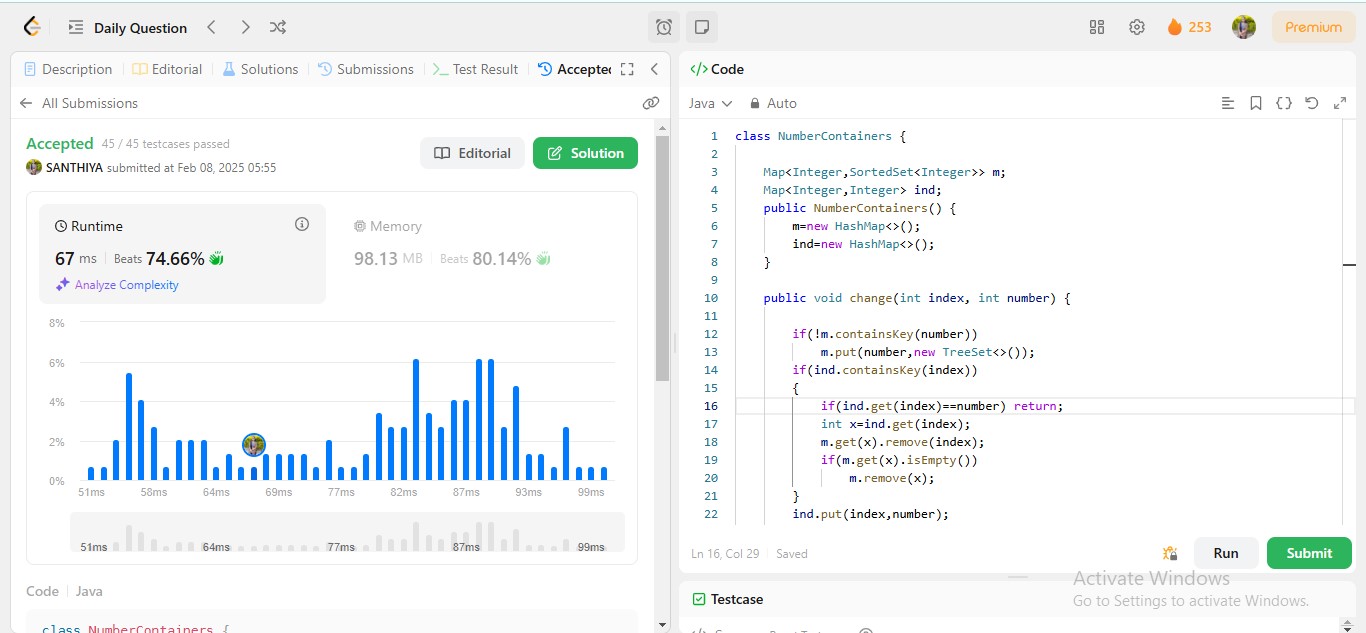 Daily Question
253
Premium
Description
Editorial
Solutions
Submissions
Test Result
Accepted
All Submissions
Accepted 45 / 45 testcases passed
SANTHIYA submitted at Feb 08, 2025 05:55
Editorial
Solution
Runtime
67 ms Beats 74.66%
Analyze Complexity
Memory
98.13 MB Beats 80.14%
8%
6%
4%
2%
0%
51ms 58ms 64ms 69ms 77ms 82ms 87ms 93ms 99ms
51ms 64ms 77ms 87ms 99ms
Code Java
class NumberContainers {
</> Code
Java Auto
1 class NumberContainers {
2
3 Map<Integer,SortedSet<Integer>> m;
4 Map<Integer,Integer> ind;
5 public NumberContainers() {
6 m=new HashMap<>();
7 ind=new HashMap<>();
8 }
9
10 public void change(int index, int number) {
11
12 if(!m.containsKey(number))
13 m.put(number,new TreeSet<>());
14 if(ind.containsKey(index))
15 {
16 if(ind.get(index)==number) return;
17 int x=ind.get(index);
18 m.get(x).remove(index);
19 if(m.get(x).isEmpty())
20 m.remove(x);
21 }
22 ind.put(index,number);
Ln 16, Col 29 Saved
Run
Submit
Activate Windows
Go to Settings to activate Windows.
Testcase